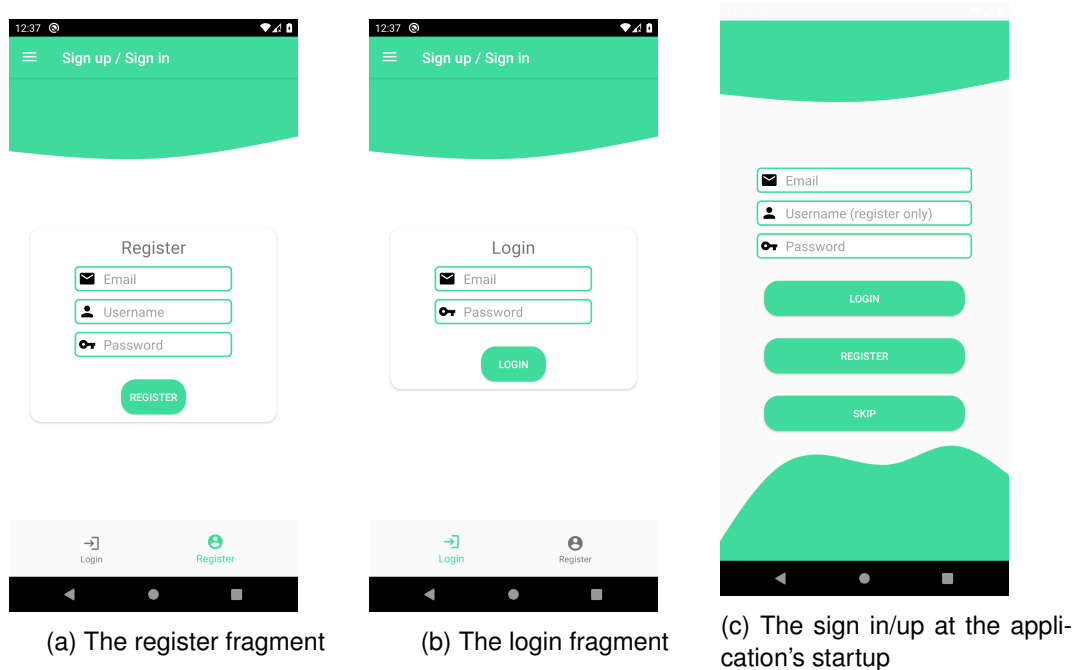 12:37
Sign up / Sign in
Register
Email
Username
Password
REGISTER
Login
Register
(a) The register fragment
12:37
Sign up / Sign in
Login
Email
Password
LOGIN
Login
Register
(b) The login fragment
Email
Username (register only)
Password
LOGIN
REGISTER
SKIP
(c) The sign in/up at the appli-
cation's startup